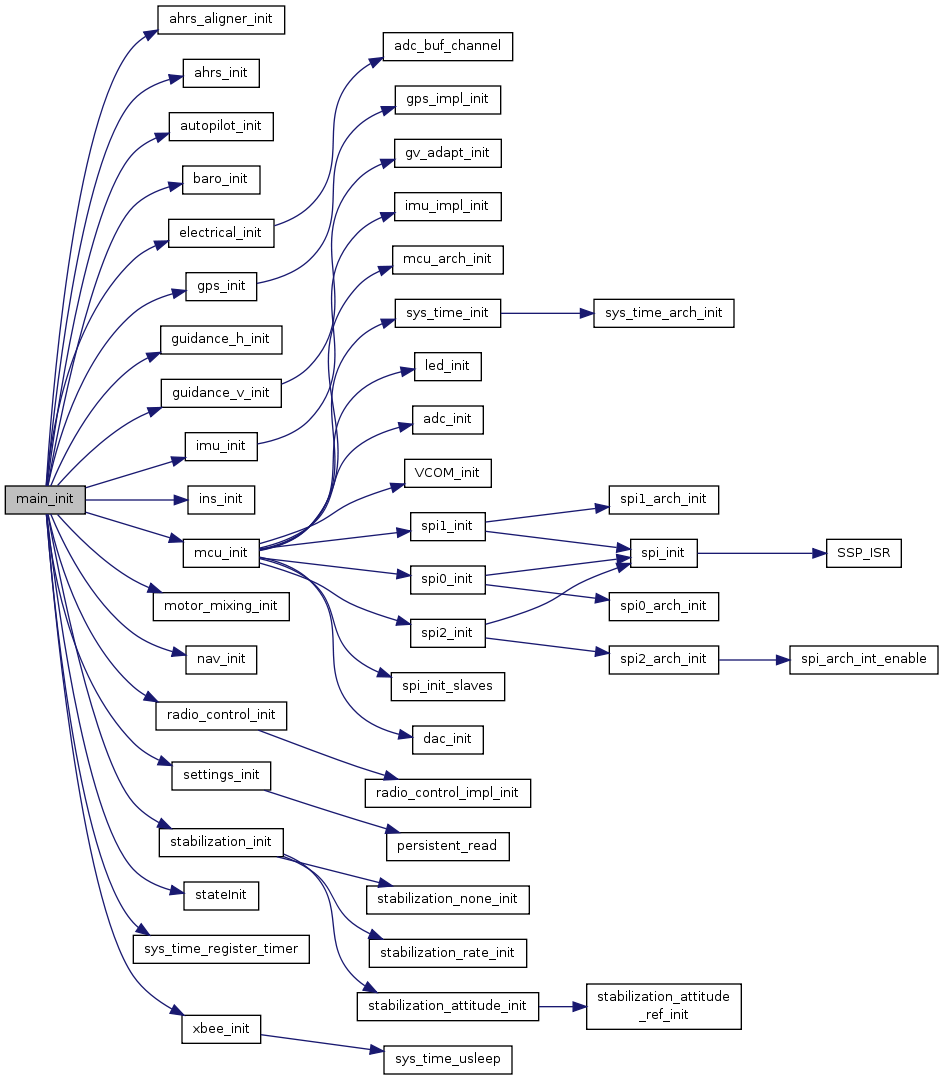 ahrs_aligner_init
ahrs_init
autopilot_init
baro_init
electrical_init
gps_init
guidance_h_init
guidance_v_init
imu_init
main_init
ins_init
mcu_init
motor_mixing_init
nav_init
radio_control_init
settings_init
stabilization_init
stateInit
sys_time_register_timer
xbee_init
adc_buf_channel
gps_impl_init
gv_adapt_init
imu_impl_init
mcu_arch_init
sys_time_init
led_init
adc_init
VCOM_init
spi1_init
spi0_init
spi2_init
spi_init_slaves
dac_init
radio_control_impl_init
persistent_read
stabilization_none_init
stabilization_rate_init
stabilization_attitude_init
sys_time_usleep
sys_time_arch_init
spi1_arch_init
spi_init
spi0_arch_init
spi2_arch_init
stabilization_attitude
_ref_init
SSP_ISR
spi_arch_int_enable